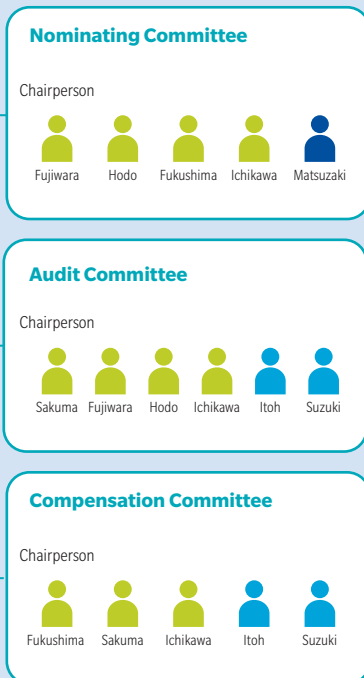 Nominating Committee
Chairperson
Fujiwara Hodo Fukushima Ichikawa Matsuzaki
Audit Committee
Chairperson
Sakuma Fujiwara Hodo Ichikawa Itoh Suzuki
Compensation Committee
Chairperson
Fukushima Sakuma Ichikawa Itoh Suzuki